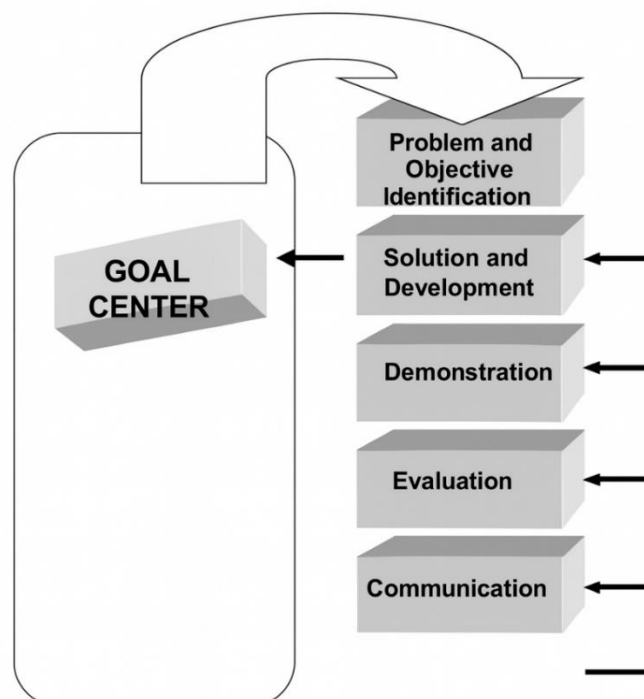 Problem and
Objective
Identification
GOAL
CENTER
Solution and
Development
Demonstration
Evaluation
Communication